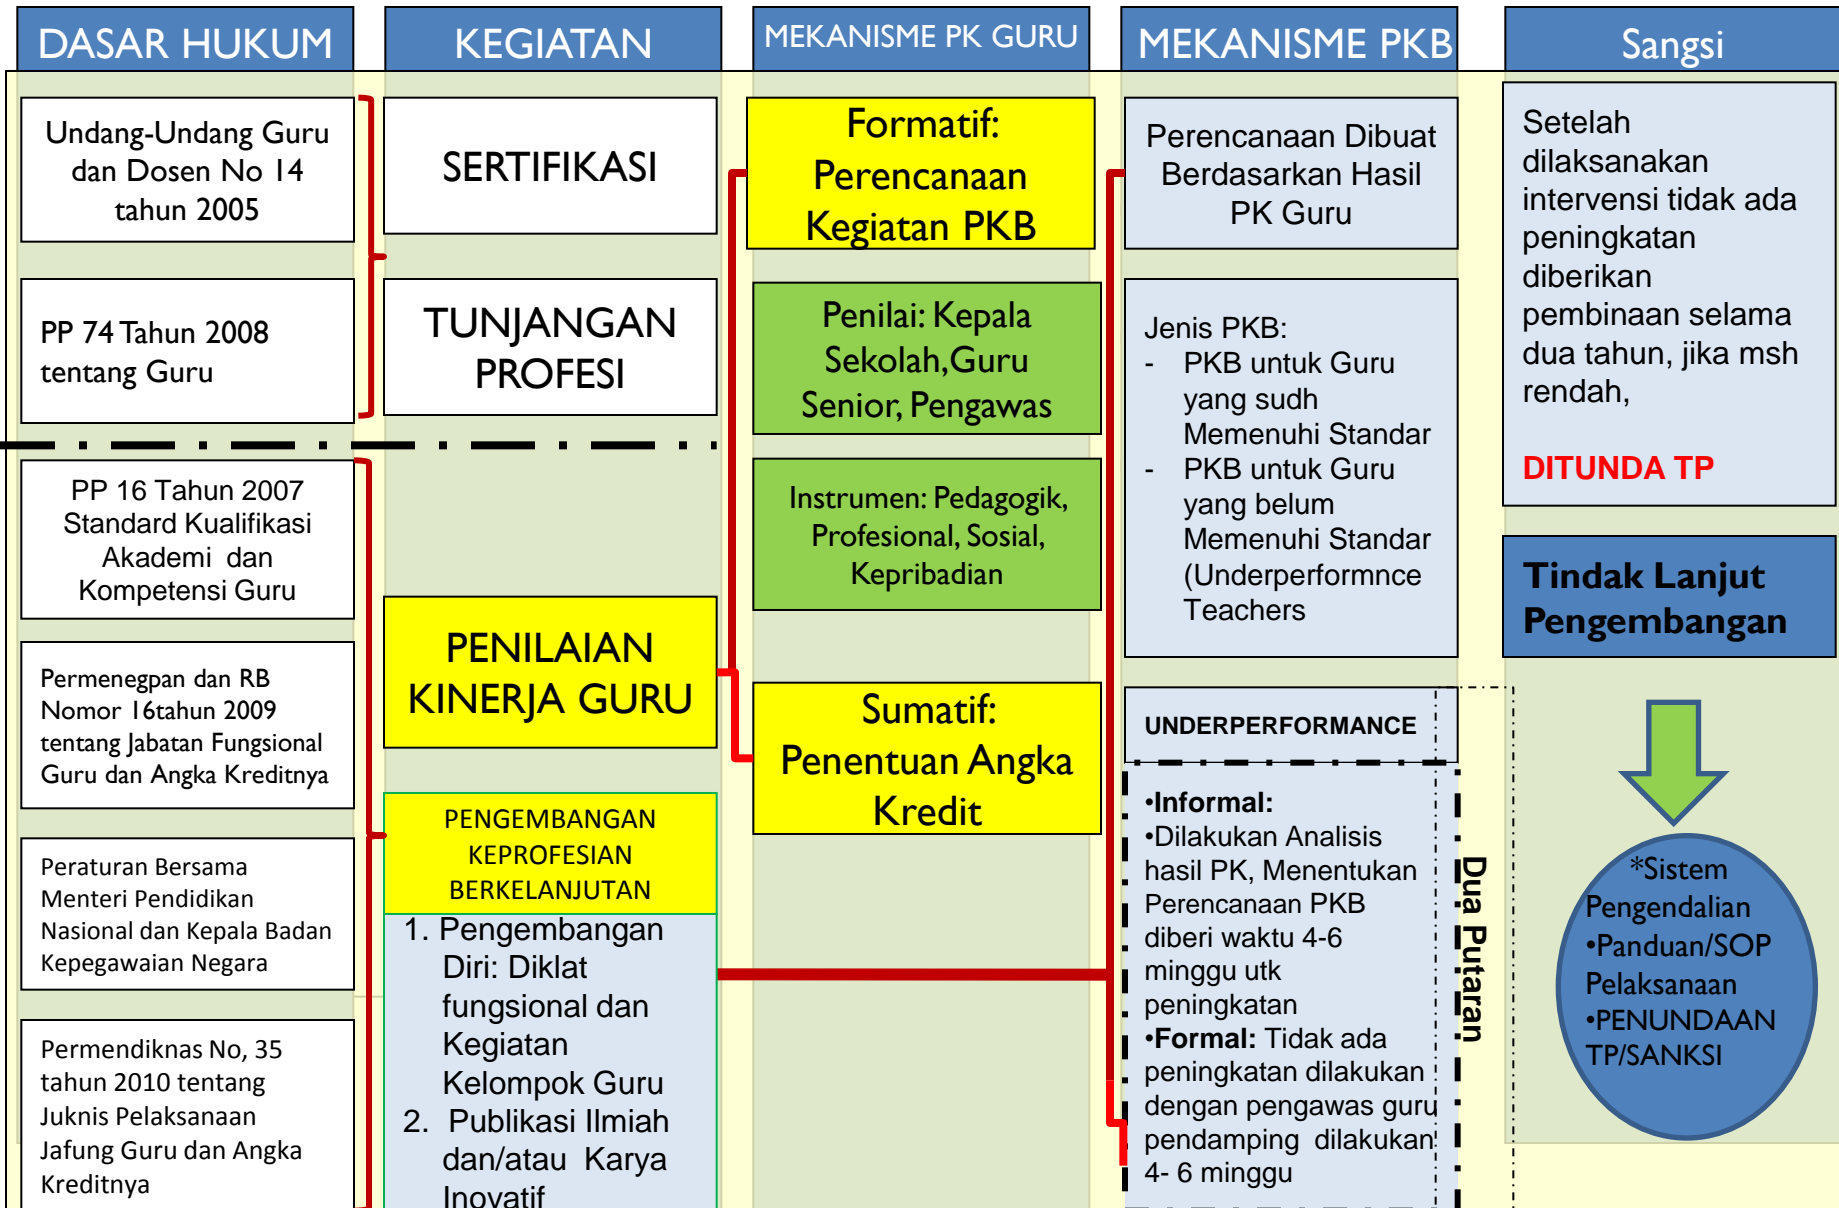 DASAR HUKUM
Undang-Undang Guru
dan Dosen No 14
tahun 2005
PP 74 Tahun 2008
tentang Guru
PP 16 Tahun 2007
Standard Kualifikasi
Akademi dan
Kompetensi Guru
Permenegpan dan RB
Nomor 16tahun 2009
tentang Jabatan Fungsional
Guru dan Angka Kreditnya
Peraturan Bersama
Menteri Pendidikan
Nasional dan Kepala Badan
Kepegawaian Negara
Permendiknas No, 35
tahun 2010 tentang
Juknis Pelaksanaan
Jafung Guru dan Angka
Kreditnya
KEGIATAN
SERTIFIKASI
TUNJANGAN
PROFESI
PENILAIAN
KINERJA GURU
PENGEMBANGAN
KEPROFESIAN
BERKELANJUTAN
1. Pengembangan
Diri: Diklat
fungsional dan
Kegiatan
Kelompok Guru
2. Publikasi Ilmiah
dan/atau Karya
Inovatif
MEKANISME PK GURU
Formatif:
Perencanaan
Kegiatan PKB
Penilai: Kepala
Sekolah,Guru
Senior, Pengawas
Instrumen: Pedagogik,
Profesional, Sosial,
Kepribadian
Sumatif:
Penentuan Angka
Kredit
MEKANISME PKB
Perencanaan Dibuat
Berdasarkan Hasil
PK Guru
Jenis PKB:
- PKB untuk Guru
yang sudh
Memenuhi Standar
- PKB untuk Guru
yang belum
Memenuhi Standar
(Underperformnce
Teachers
UNDERPERFORMANCE
•Informal:
•Dilakukan Analisis
hasil PK, Menentukan
Perencanaan PKB
diberi waktu 4-6
minggu utk
peningkatan
•Formal: Tidak ada
peningkatan dilakukan
dengan pengawas guru
pendamping dilakukan
4- 6 minggu
Dua Putaran
Sangsi
Setelah
dilaksanakan
intervensi tidak ada
peningkatan
diberikan
pembinaan selama
dua tahun, jika msh
rendah,
DITUNDA TP
Tindak Lanjut
Pengembangan
*Sistem
Pengendalian
•Panduan/SOP
Pelaksanaan
•PENUNDAAN
TP/SANKSI